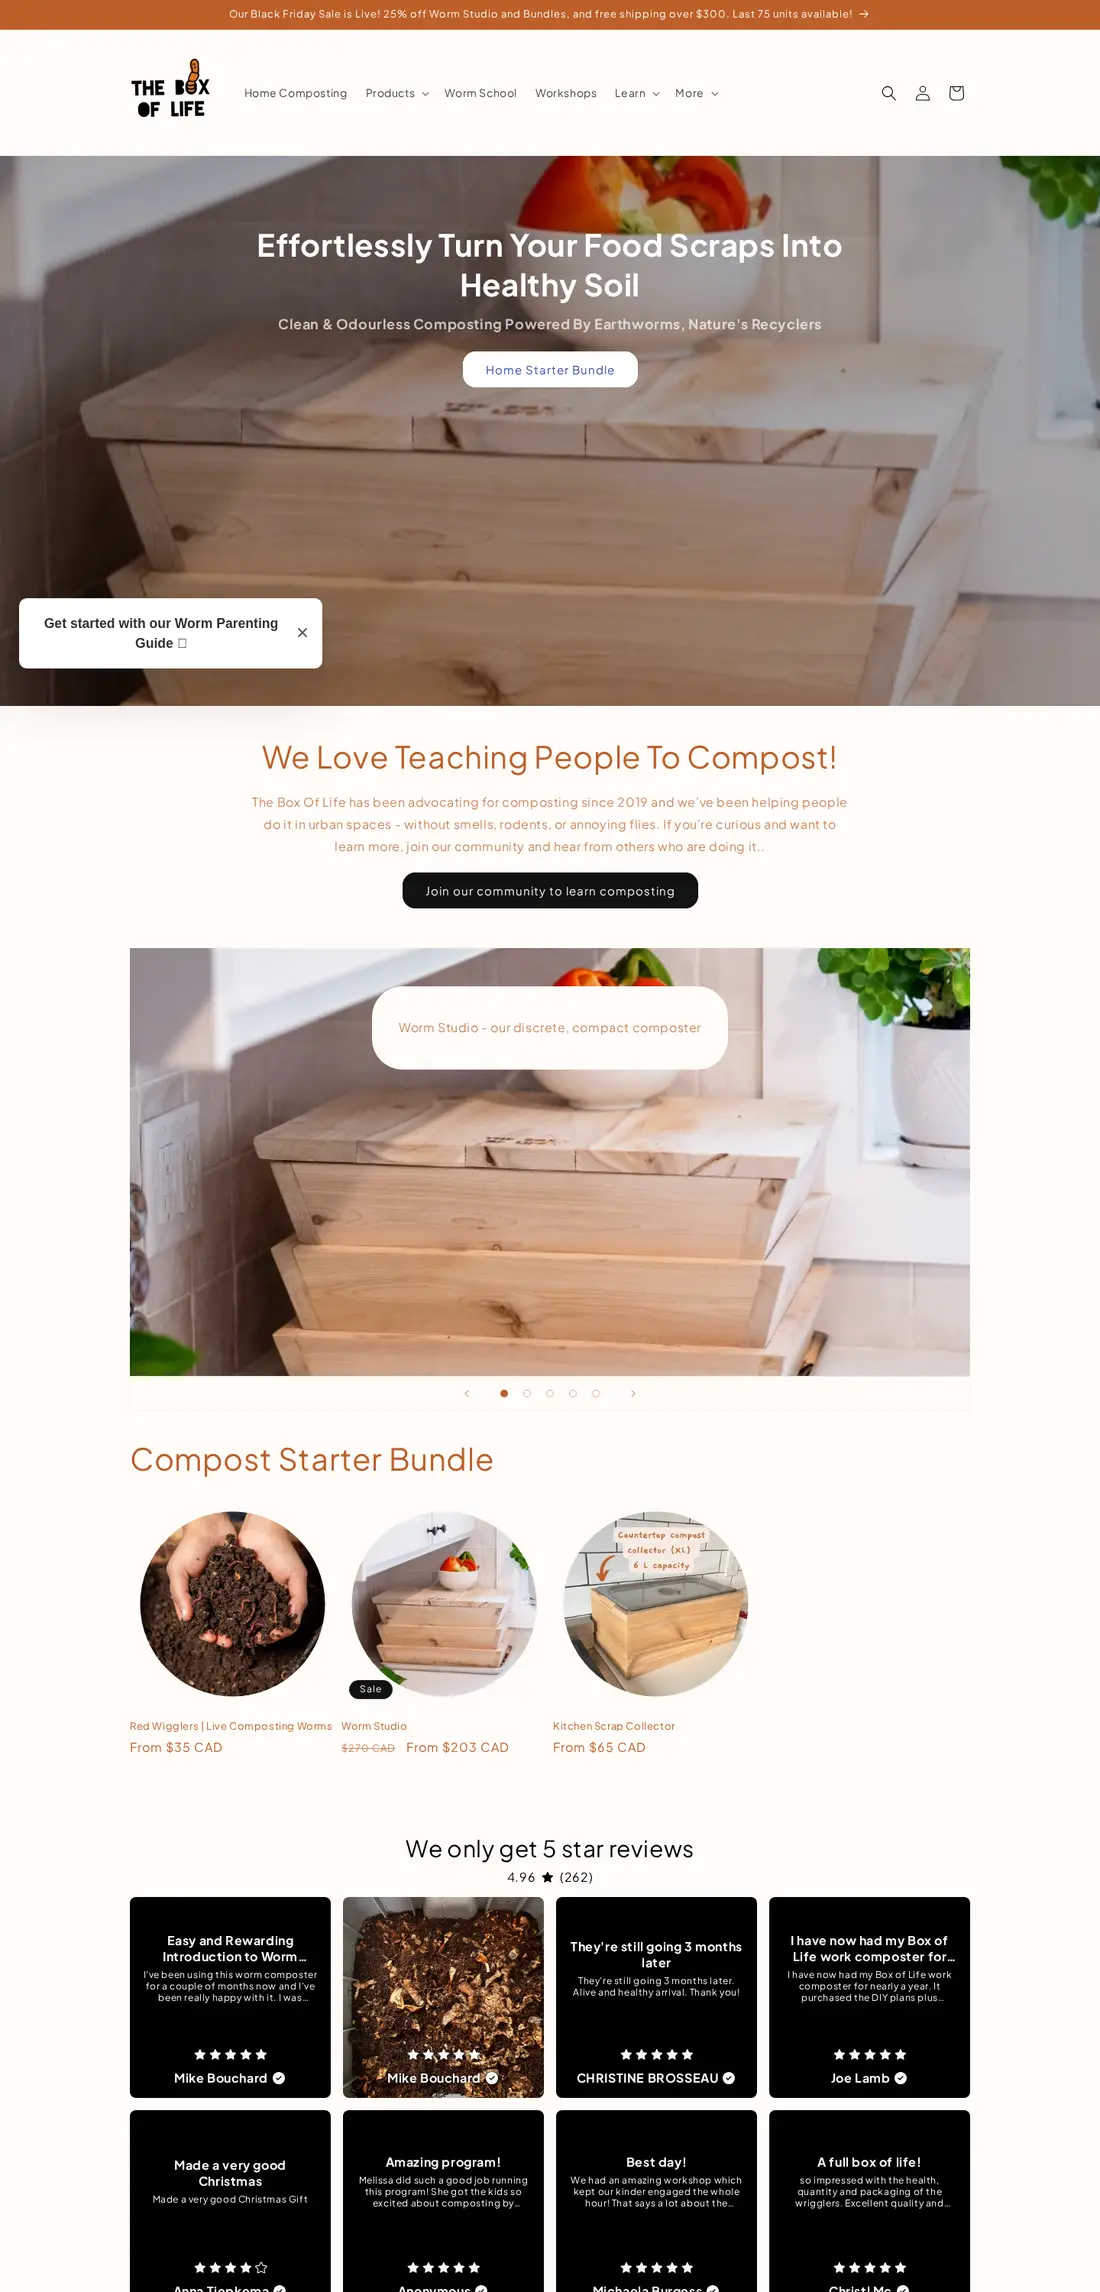 Our Black Friday Sale is Live! 25% off Worm Studio and Bundles, and free shipping over $300. Last 75 units available! →
THE BOX
OF LIFE
Home Composting
Products
Worm School
Workshops
Learn
More
Effortlessly Turn Your Food Scraps Into
Healthy Soil
Clean & Odourless Composting Powered By Earthworms, Nature's Recyclers
Home Starter Bundle
Get started with our Worm Parenting
Guide
We Love Teaching People To Compost!
The Box Of Life has been advocating for composting since 2019 and we've been helping people
do it in urban spaces - without smells, rodents, or annoying flies. If you're curious and want to
learn more, join our community and hear from others who are doing it..
Join our community to learn composting
Worm Studio - our discrete, compact composter
Compost Starter Bundle
Countertop compost
collector (XL)
6 L capacity
Sale
Red Wigglers | Live Composting Worms
From $35 CAD
Worm Studio
$270 CAD From $203 CAD
Kitchen Scrap Collector
From $65 CAD
We only get 5 star reviews
4.96 ★ (262)
Easy and Rewarding
Introduction to Worm…
I've been using this worm composter
for a couple of months now and I've
been really happy with it. I was…
Mike Bouchard
Mike Bouchard
They're still going 3 months
later
They're still going 3 months later.
Alive and healthy arrival. Thank you!
CHRISTINE BROSSEAU
I have now had my Box of
Life work composter for…
I have now had my Box of Life work
composter for nearly a year. It
purchased the DIY plans plus…
Joe Lamb
Made a very good
Christmas
Made a very good Christmas Gift
Anna Tiepkema
Amazing program!
Melissa did such a good job running
this program! She got the kids so
excited about composting by…
Anonymous
Best day!
We had an amazing workshop which
kept our kinder engaged the whole
hour! That says a lot about the…
Michaela Burgess
A full box of life!
so impressed with the health,
quantity and packaging of the
wrigglers. Excellent quality and…
Christl Mc